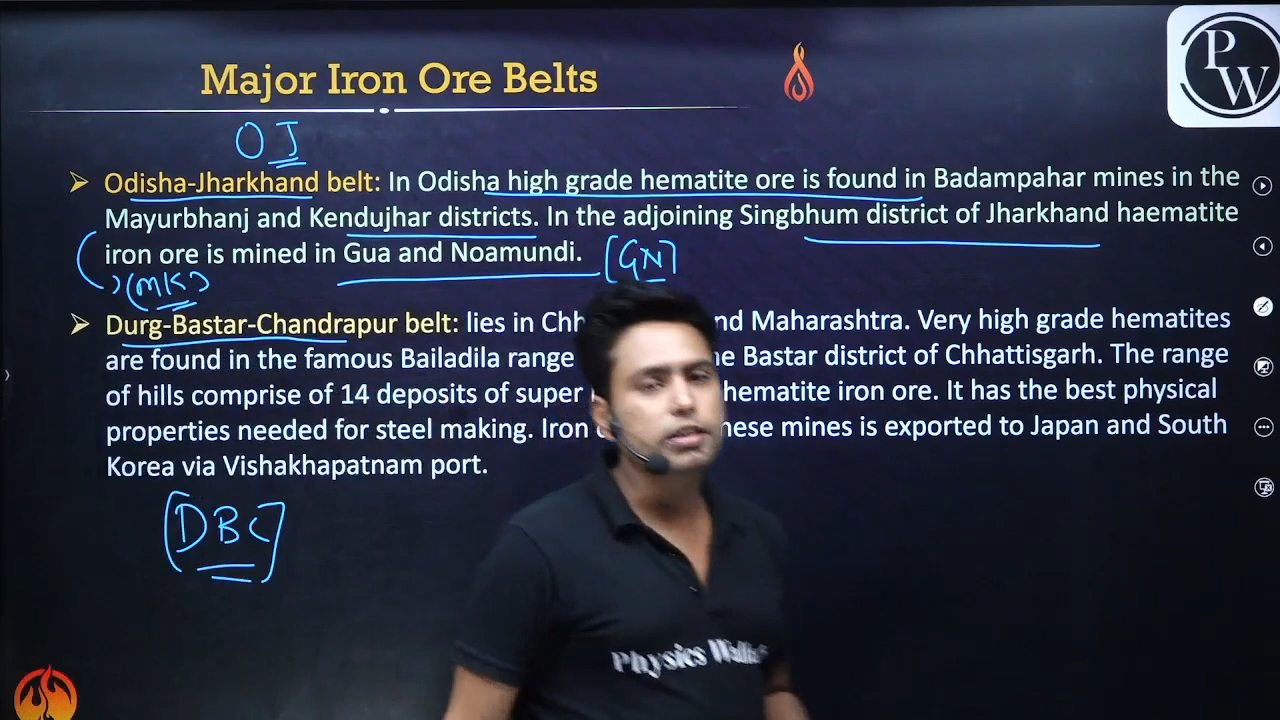 Major Iron Ore Belts
PW
OJ
➢ Odisha-Jharkhand belt: In Odisha high grade hematite ore is found in Badampahar mines in the
Mayurbhanj and Kendujhar districts. In the adjoining Singbhum district of Jharkhand haematite
iron ore is mined in Gua and Noamundi. [GN]
(MK)
➢ Durg-Bastar-Chandrapur belt: lies in Chh nd Maharashtra. Very high grade hematites
are found in the famous Bailadila range Bastar district of Chhattisgarh. The range
of hills comprise of 14 deposits of super hematite iron ore. It has the best physical
properties needed for steel making. Iron mines is exported to Japan and South
Korea via Vishakhapatnam port.
[DBC]
Physics Walla